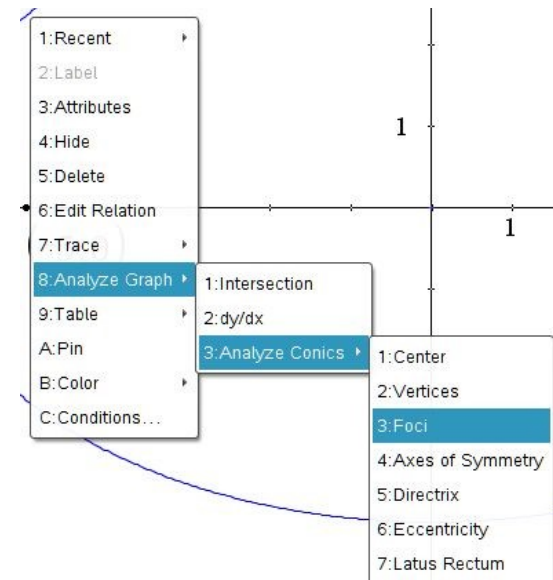 1:Recent
2:Label
3:Attributes
4:Hide
5:Delete
6:Edit Relation
7:Trace
8:Analyze Graph
9:Table
A:Pin
B:Color
C:Conditions...
1:Intersection
2:dy/dx
3:Analyze Conics
1:Center
2:Vertices
3:Foci
4:Axes of Symmetry
5:Directrix
6:Eccentricity
7:Latus Rectum
1
1